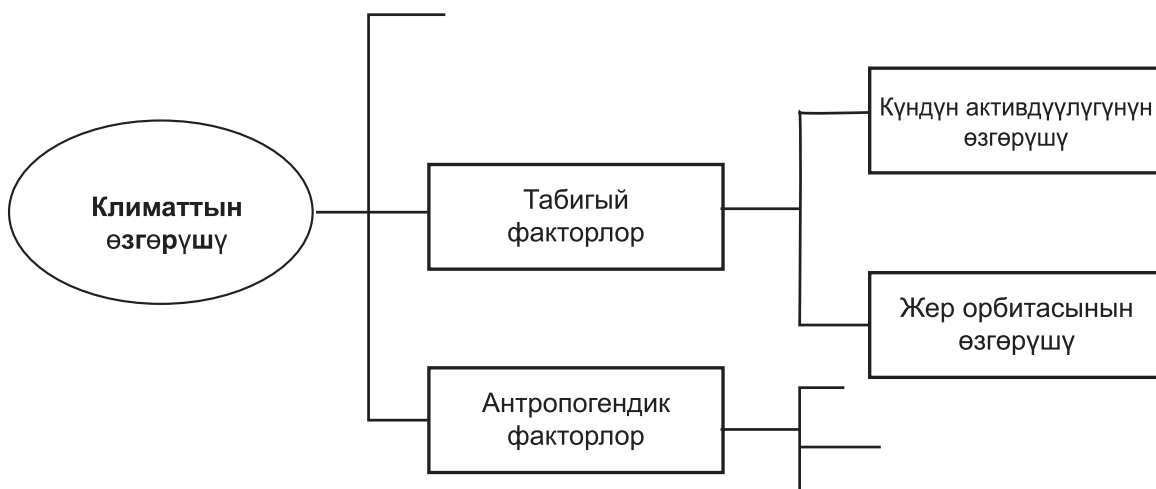 Климаттын
өзгөрүшү
Табигый
факторлор
Күндүн активдүүлүгүнүн
өзгөрүшү
Жер орбитасынын
өзгөрүшү
Антропогендик
факторлор